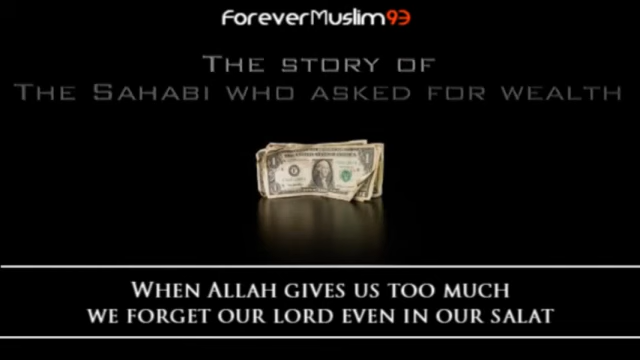 ForeverMuslim93
The story of
The Sahabi who asked for wealth
When Allah gives us too much
we forget our Lord even in our salat